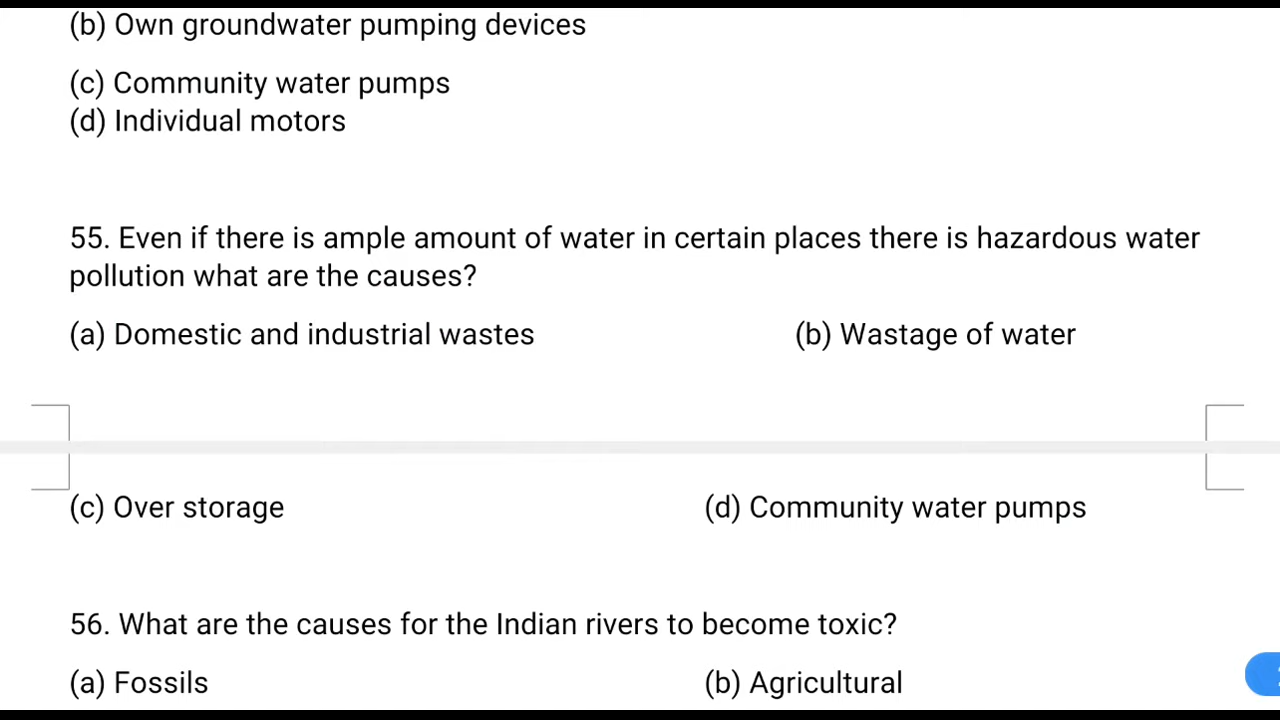 (b) Own groundwater pumping devices
(c) Community water pumps
(d) Individual motors
55. Even if there is ample amount of water in certain places there is hazardous water
pollution what are the causes?
(a) Domestic and industrial wastes (b) Wastage of water
(c) Over storage (d) Community water pumps
56. What are the causes for the Indian rivers to become toxic?
(a) Fossils (b) Agricultural